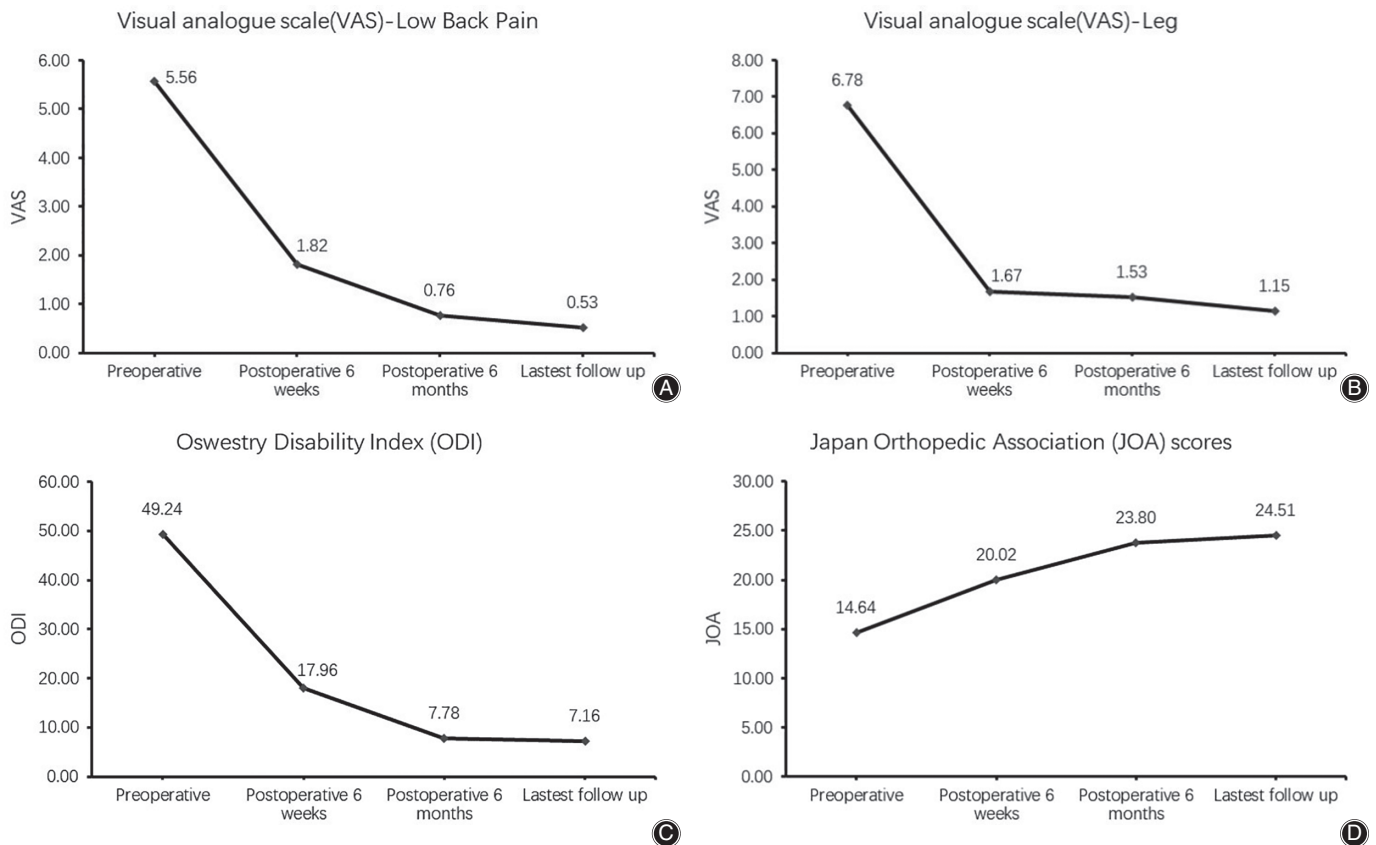 Visual analogue scale(VAS)-Low Back Pain
6.00
5.00
4.00
3.00
2.00
1.00
0.00
VAS
5.56
1.82
0.76
0.53
Preoperative
Postoperative 6
weeks
Postoperative 6
months
Lastest follow up
A
Visual analogue scale(VAS)-Leg
8.00
7.00
6.00
5.00
4.00
3.00
2.00
1.00
0.00
VAS
6.78
1.67
1.53
1.15
Preoperative
Postoperative 6
weeks
Postoperative 6
months
Lastest follow up
B
Oswestry Disability Index (ODI)
60.00
50.00
40.00
30.00
20.00
10.00
0.00
ODI
49.24
17.96
7.78
7.16
Preoperative
Postoperative 6
weeks
Postoperative 6
months
Lastest follow up
C
Japan Orthopedic Association (JOA) scores
30.00
25.00
20.00
15.00
10.00
5.00
0.00
JOA
14.64
20.02
23.80
24.51
Preoperative
Postoperative 6
weeks
Postoperative 6
months
Lastest follow up
D